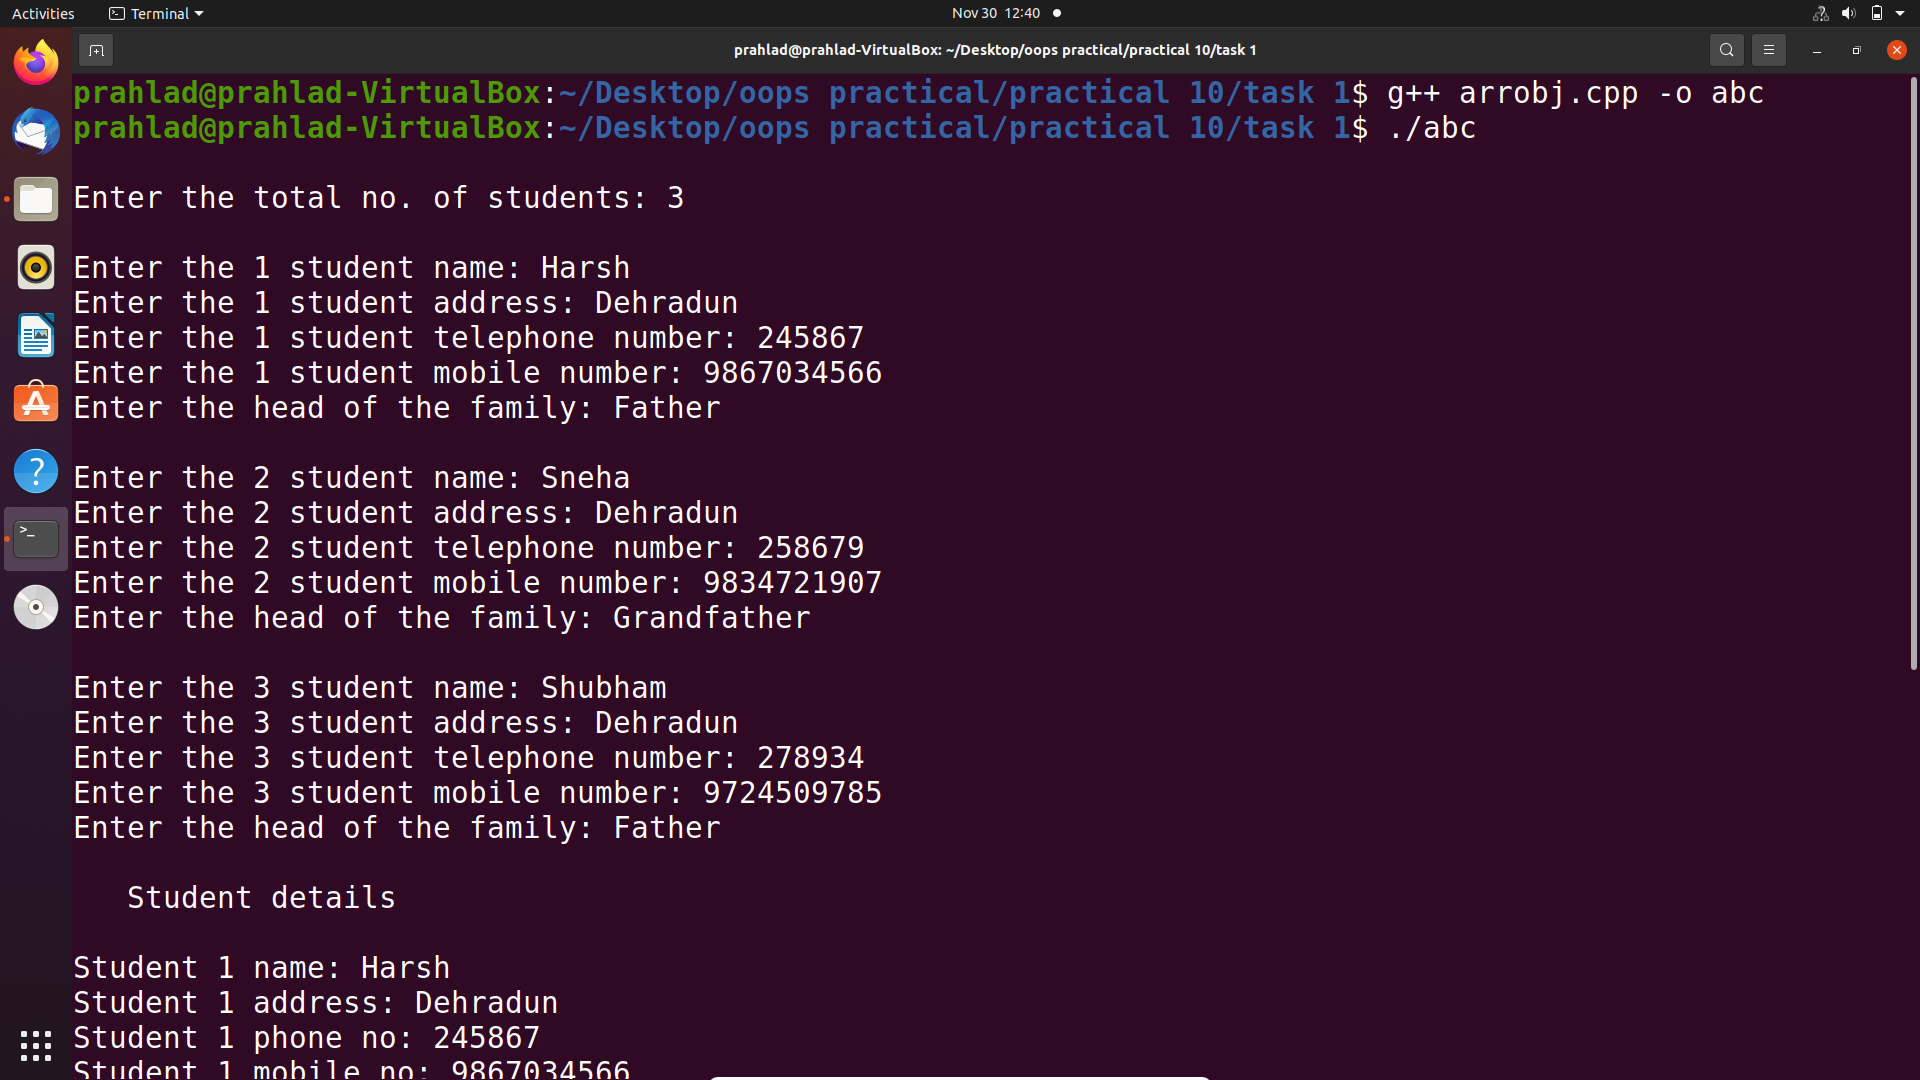 Activities Terminal Nov 30 12:40
prahlad@prahlad-VirtualBox: ~/Desktop/oops practical/practical 10/task 1
prahlad@prahlad-VirtualBox:~/Desktop/oops practical/practical 10/task 1$ g++ arrobj.cpp -o abc
prahlad@prahlad-VirtualBox:~/Desktop/oops practical/practical 10/task 1$ ./abc
Enter the total no. of students: 3
Enter the 1 student name: Harsh
Enter the 1 student address: Dehradun
Enter the 1 student telephone number: 245867
Enter the 1 student mobile number: 9867034566
Enter the head of the family: Father
Enter the 2 student name: Sneha
Enter the 2 student address: Dehradun
Enter the 2 student telephone number: 258679
Enter the 2 student mobile number: 9834721907
Enter the head of the family: Grandfather
Enter the 3 student name: Shubham
Enter the 3 student address: Dehradun
Enter the 3 student telephone number: 278934
Enter the 3 student mobile number: 9724509785
Enter the head of the family: Father
Student details
Student 1 name: Harsh
Student 1 address: Dehradun
Student 1 phone no: 245867
Student 1 mobile no: 9867034566